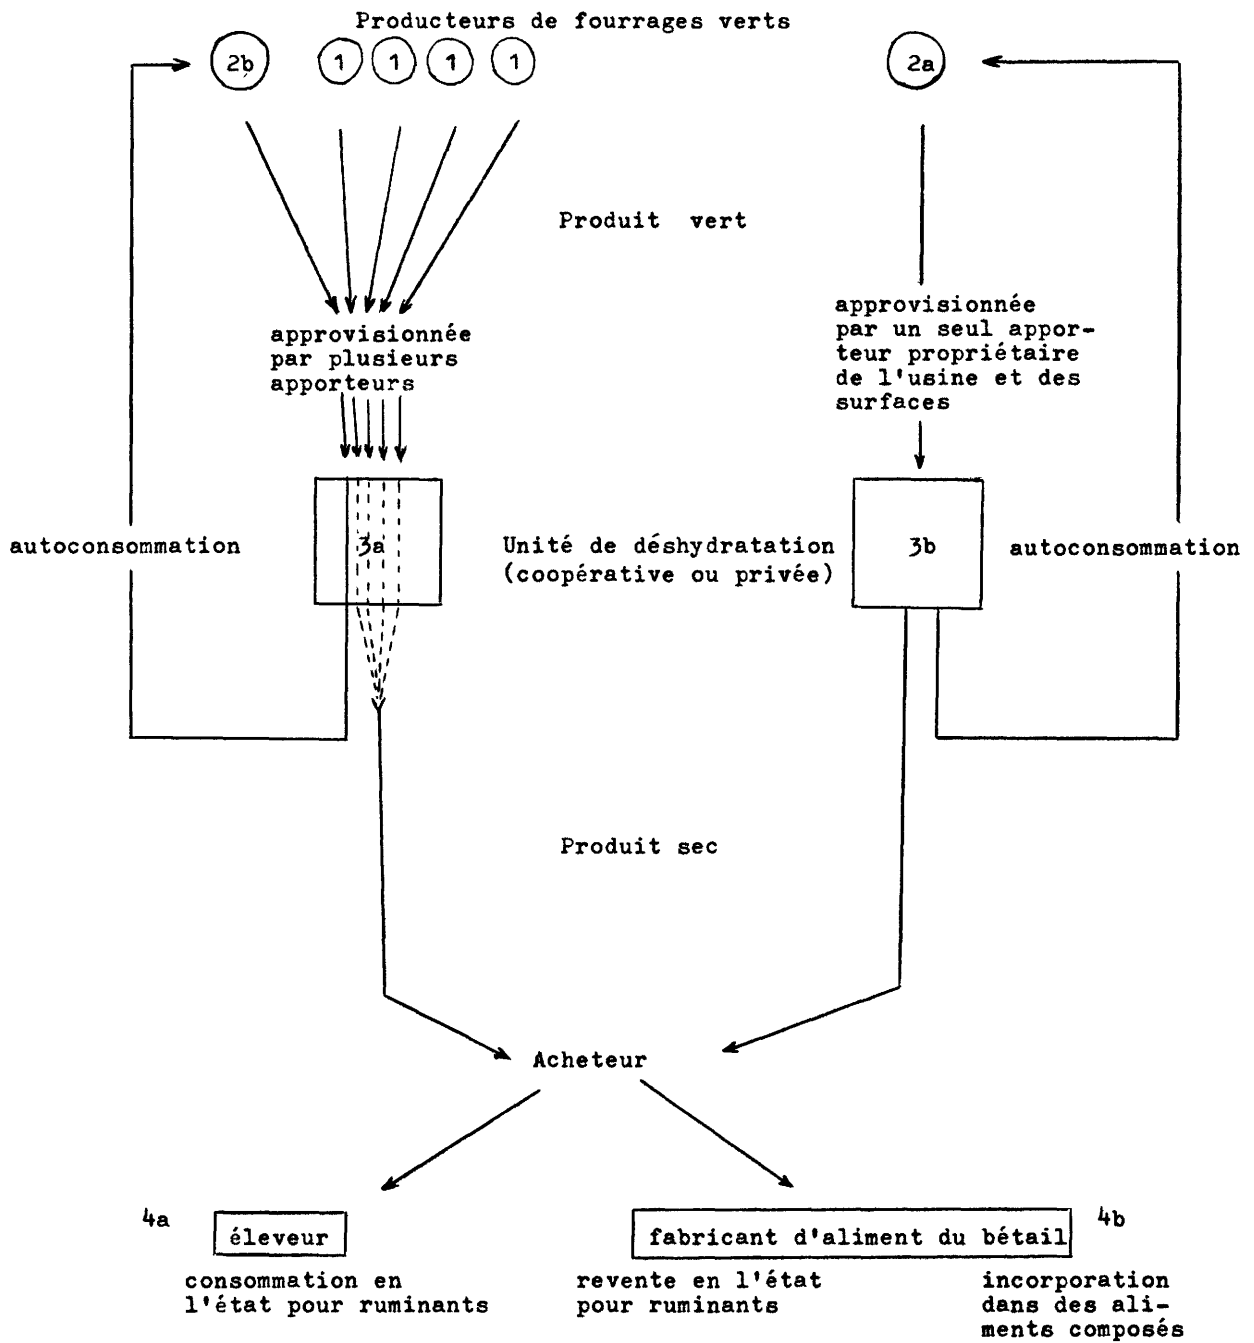 Producteurs de fourrages verts
2b 1 1 1 1 2a
Produit vert
approvisionnée
par plusieurs
apporteurs
approvisionnée
par un seul appor-
teur propriétaire
de l'usine et des
surfaces
autoconsommation
3a
Unité de déshydratation
(coopérative ou privée)
3b
autoconsommation
Produit sec
Acheteur
4a
éleveur
consommation en
l'état pour ruminants
fabricant d'aliment du bétail
4b
revente en l'état
pour ruminants
incorporation
dans des ali-
ments composés